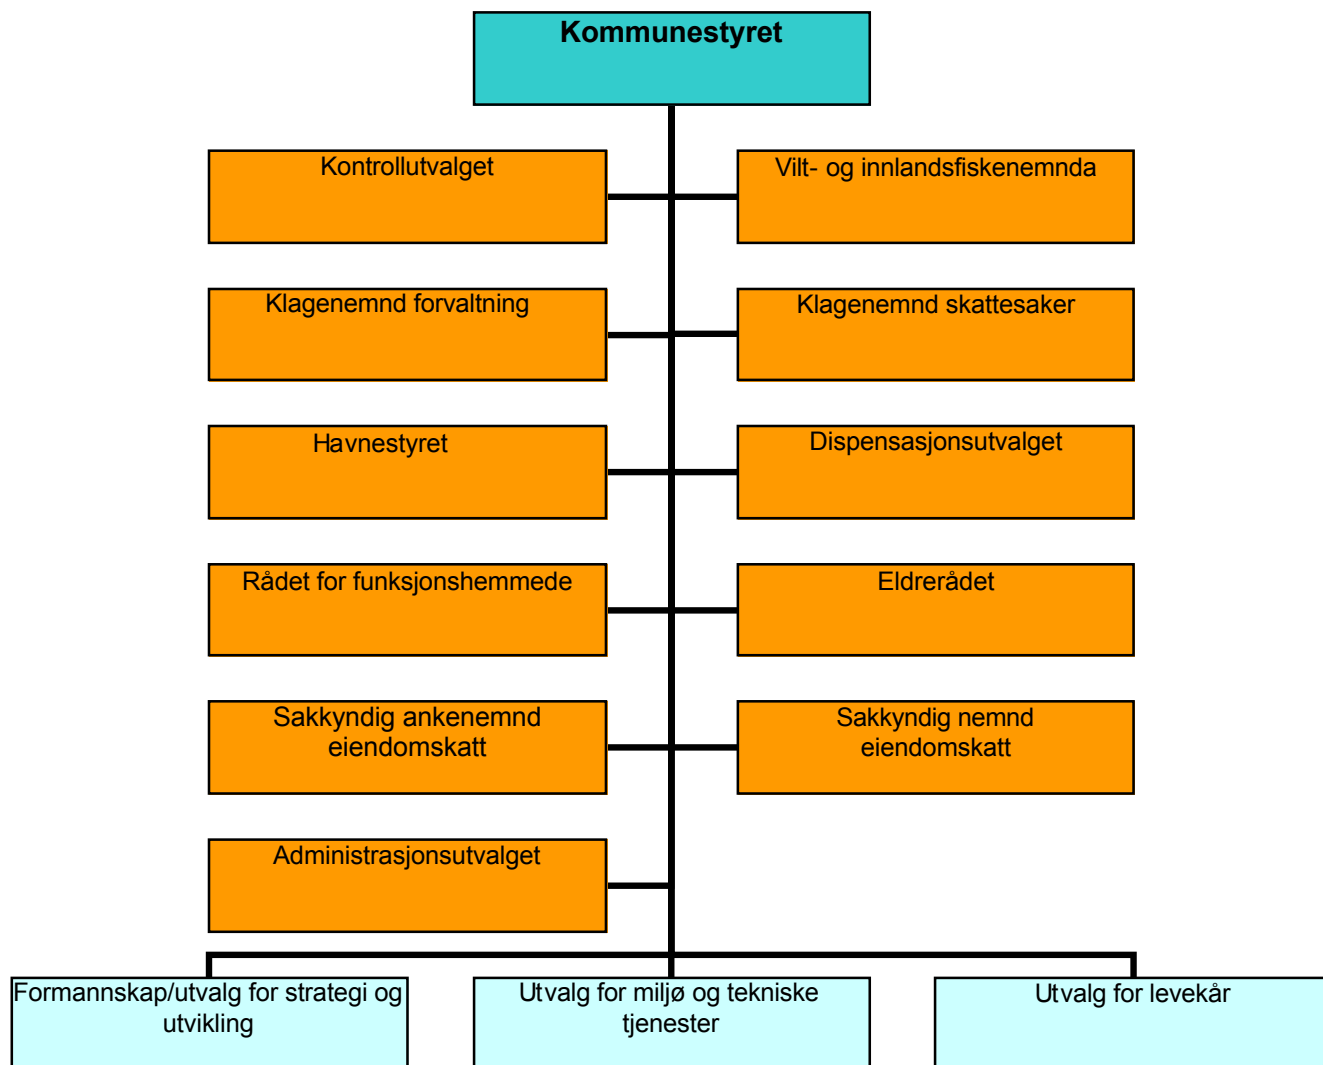 Kommunestyret
Kontrollutvalget
Vilt- og innlandsfiskenemnda
Klagenemnd forvaltning
Klagenemnd skattesaker
Havnestyret
Dispensasjonsutvalget
Rådet for funksjonshemmede
Eldrerådet
Sakkyndig ankenemnd
eiendomskatt
Sakkyndig nemnd
eiendomskatt
Administrasjonsutvalget
Formannskap/utvalg for strategi og
utvikling
Utvalg for miljø og tekniske
tjenester
Utvalg for levekår